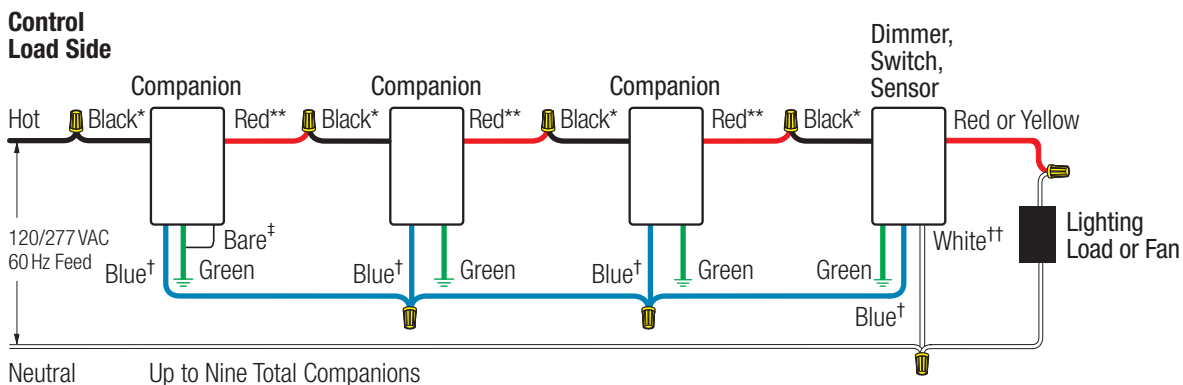 Control
Load Side
Dimmer,
Switch,
Sensor
Companion
Companion
Companion
Hot
Black*
Red**
Black*
Red**
Black*
Red**
Black*
Red or Yellow
120/277 VAC
60 Hz Feed
Bare‡
White††
Lighting
Load or Fan
Blue†
Green
Blue†
Green
Blue†
Green
Green
Blue†
Neutral
Up to Nine Total Companions